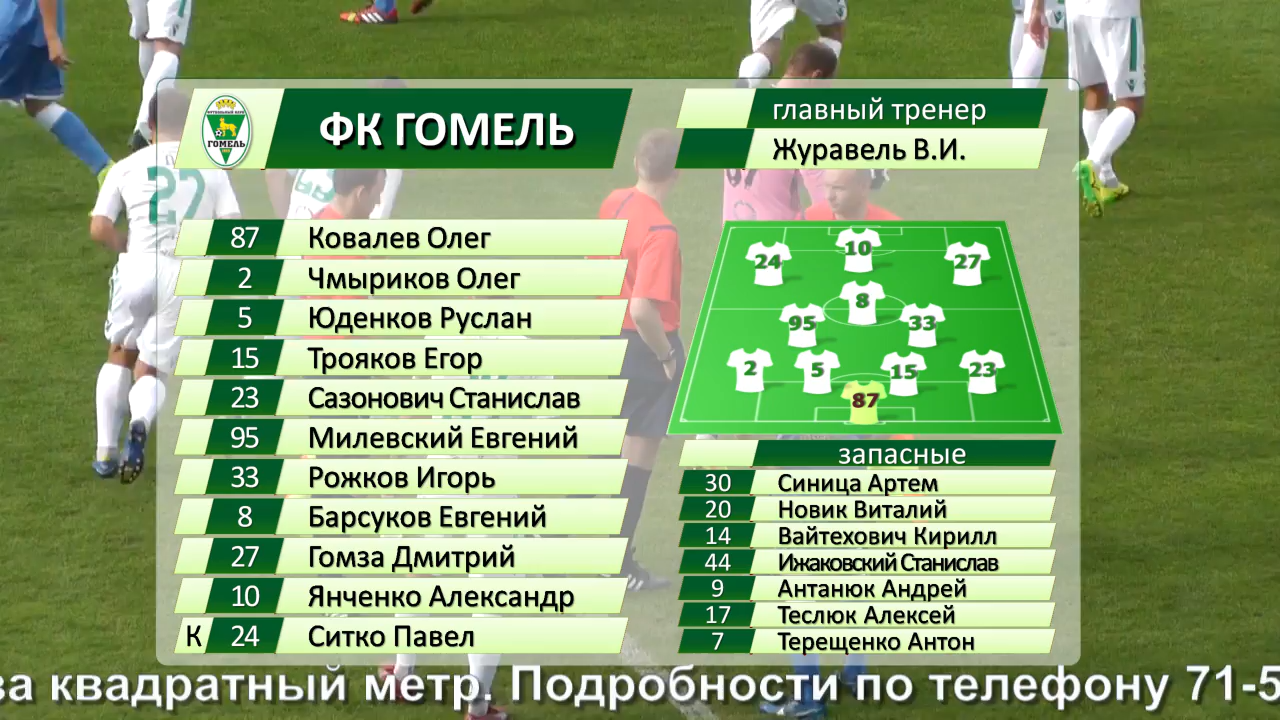 ФУТБОЛЬНЫЙ КЛУБ
ГОМЕЛЬ
ФК ГОМЕЛЬ
главный тренер
Журавель В.И.
87 Ковалев Олег
2 Чмыриков Олег
5 Юденков Руслан
15 Трояков Егор
23 Сазонович Станислав
95 Милевский Евгений
33 Рожков Игорь
8 Барсуков Евгений
27 Гомза Дмитрий
10 Янченко Александр
К 24 Ситко Павел
24 10 27
8
95 33
2 5 15 23
87
запасные
30 Синица Артем
20 Новик Виталий
14 Вайтехович Кирилл
44 Ижаковский Станислав
9 Антанюк Андрей
17 Теслюк Алексей
7 Терещенко Антон
27
за квадратный метр. Подробности по телефону 71-5